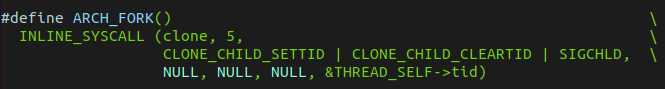 #define ARCH_FORK() \
  INLINE_SYSCALL (clone, 5, \
                  CLONE_CHILD_SETTID | CLONE_CHILD_CLEARTID | SIGCHLD, \
                  NULL, NULL, NULL, &THREAD_SELF->tid)